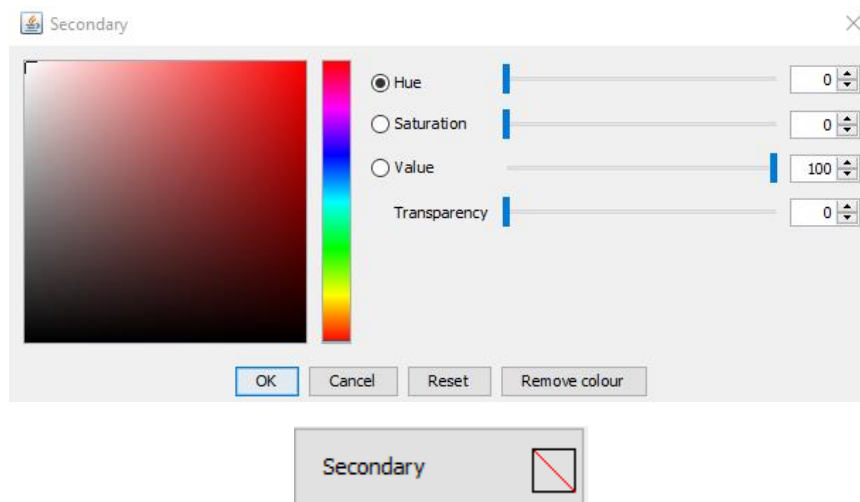 Secondary
Hue 0
Saturation 0
Value 100
Transparency 0
OK Cancel Reset Remove colour
Secondary